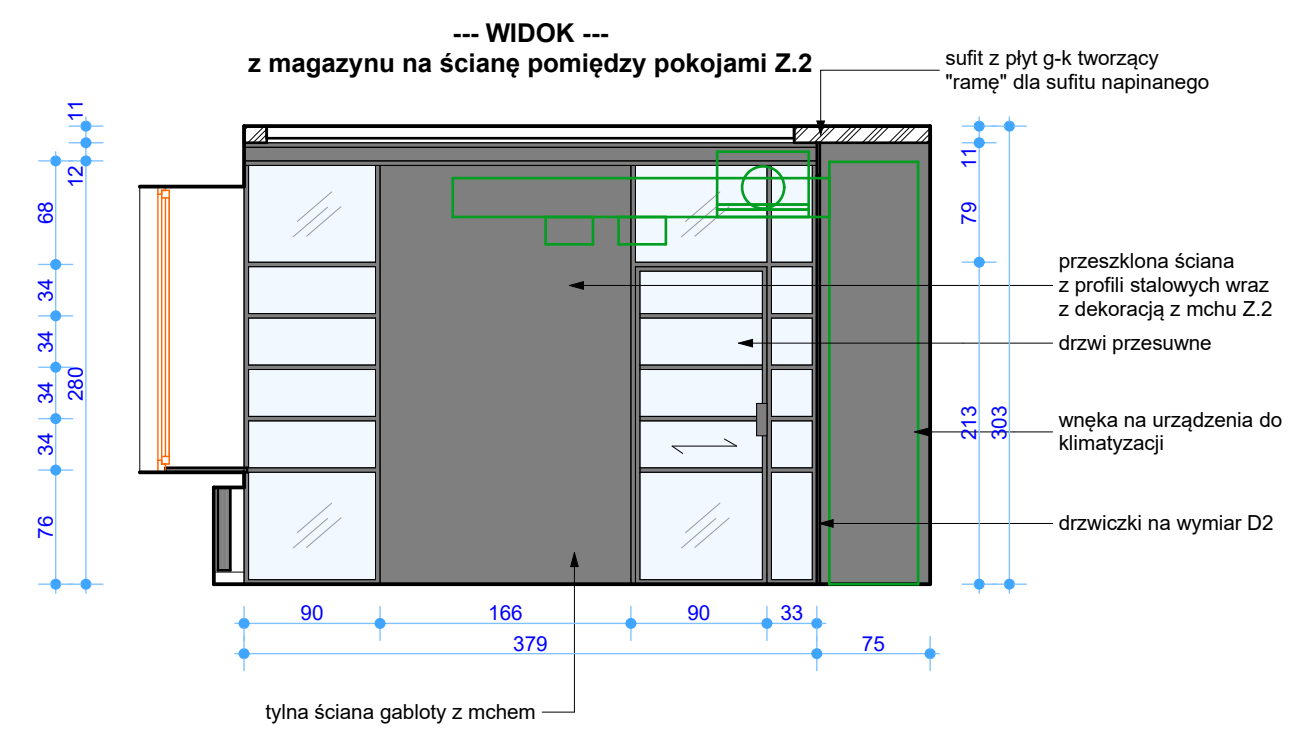 --- WIDOK ---
z magazynu na ścianę pomiędzy pokojami Z.2
sufit z płyt g-k tworzący
"ramę" dla sufitu napinanego
11
12
68
34
34
34
34
280
76
11
79
213
303
przeszklona ściana
z profili stalowych wraz
z dekoracją z mchu Z.2
drzwi przesuwne
wnęka na urządzenia do
klimatyzacji
drzwiczki na wymiar D2
90
166
90
33
379
75
tylna ściana gabloty z mchem